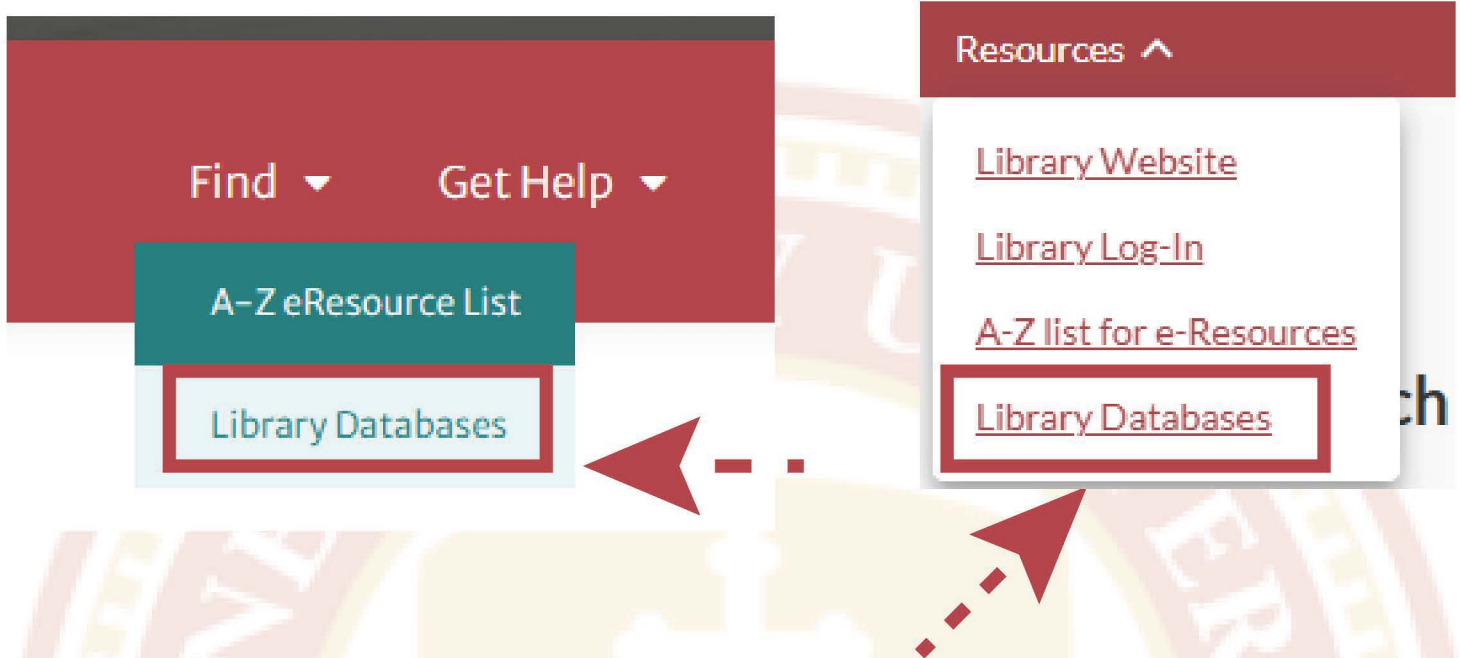 Find
Get Help
A–Z eResource List
Library Databases
Resources
Library Website
Library Log-In
A-Z list for e-Resources
Library Databases